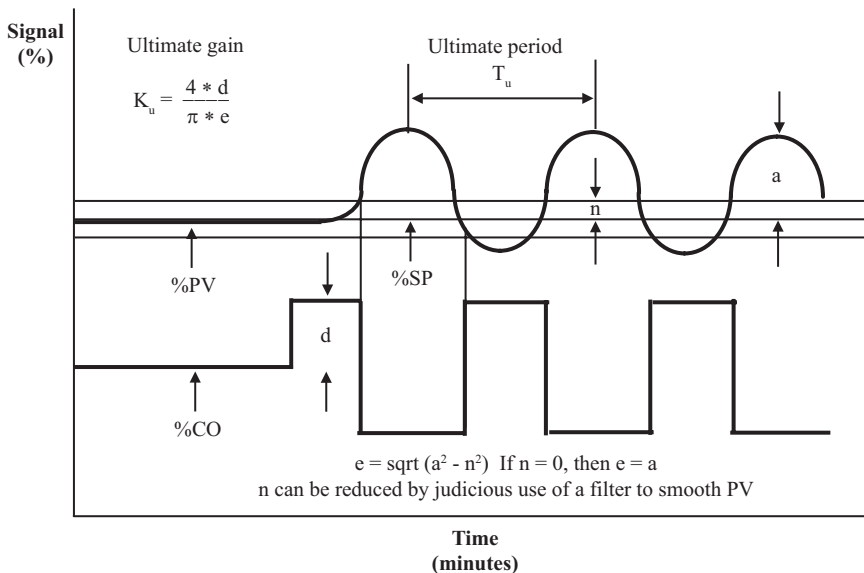 Signal
(%)
Ultimate gain
K_u = 4 * d / π * e
Ultimate period
T_u
a
n
%PV
%SP
d
%CO
e = sqrt (a² - n²) If n = 0, then e = a
n can be reduced by judicious use of a filter to smooth PV
Time
(minutes)